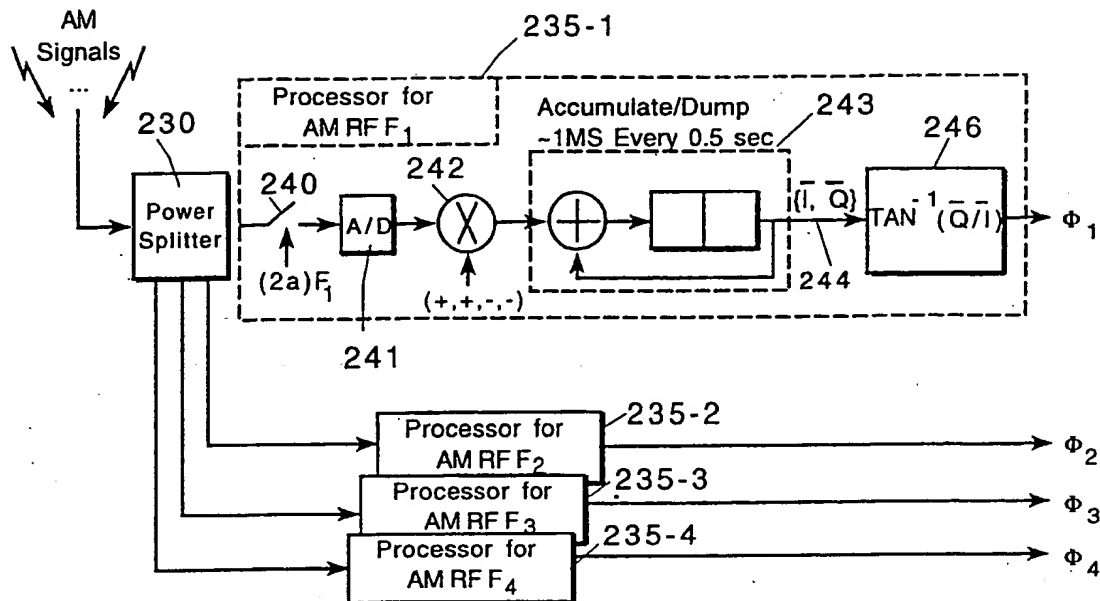 AM
Signals
...
235-1
Processor for
AM RF F₁
Accumulate/Dump
~1MS Every 0.5 sec
243
230
240
242
246
Power
Splitter
A/D
X
+
{I̅, Q̅}
TAN⁻¹(Q̅/I̅)
Φ₁
(2a)F₁
(+,+,-,-)
244
241
235-2
Processor for
AM RF F₂
Φ₂
235-3
Processor for
AM RF F₃
Φ₃
235-4
Processor for
AM RF F₄
Φ₄